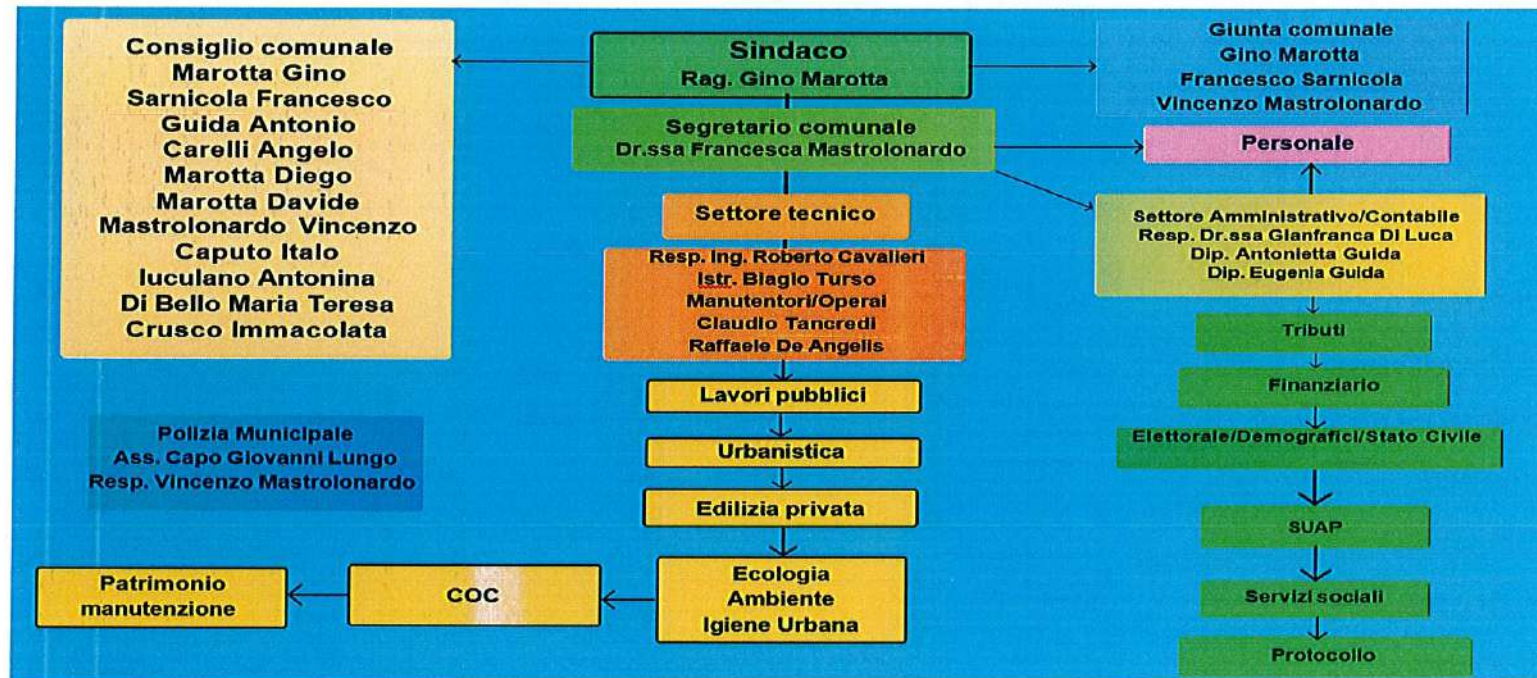 Consiglio comunale
Marotta Gino
Sarnicola Francesco
Guida Antonio
Carelli Angelo
Marotta Diego
Marotta Davide
Mastrolonardo Vincenzo
Caputo Italo
Iuculano Antonina
Di Bello Maria Teresa
Crusco Immacolata
Sindaco
Rag. Gino Marotta
Giunta comunale
Gino Marotta
Francesco Sarnicola
Vincenzo Mastrolonardo
Segretario comunale
Dr.ssa Francesca Mastrolonardo
Personale
Settore tecnico
Resp. Ing. Roberto Cavalieri
Istr. Biagio Turso
Manutentori/Operai
Claudio Tancredi
Raffaele De Angelis
Settore Amministrativo/Contabile
Resp. Dr.ssa Gianfranca Di Luca
Dip. Antonietta Guida
Dip. Eugenia Guida
Lavori pubblici
Urbanistica
Edilizia privata
Ecologia
Ambiente
Igiene Urbana
COC
Patrimonio
manutenzione
Polizia Municipale
Ass. Capo Giovanni Lungo
Resp. Vincenzo Mastrolonardo
Tributi
Finanziario
Elettorale/Demografici/Stato Civile
SUAP
Servizi sociali
Protocollo